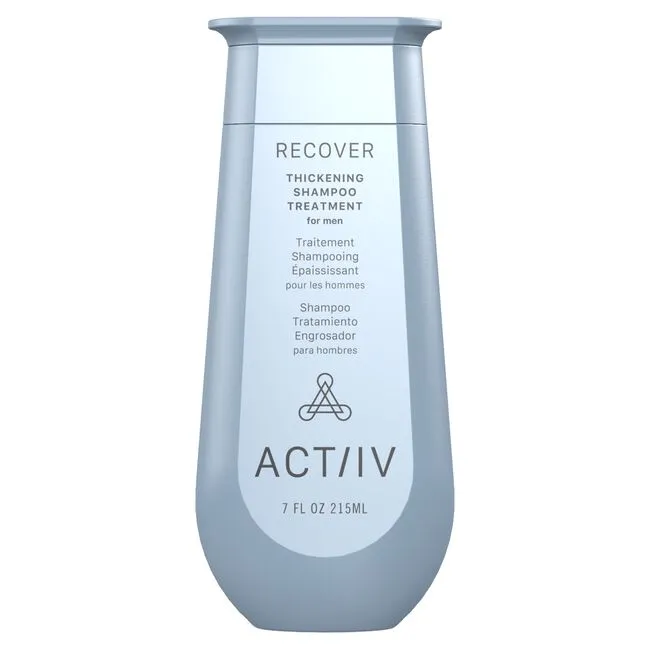 RECOVER
THICKENING
SHAMPOO
TREATMENT
for men
Traitement
Shampooing
Épaississant
pour les hommes
Shampoo
Tratamiento
Engrosador
para hombres
ACT/IV
7 FL OZ 215ML